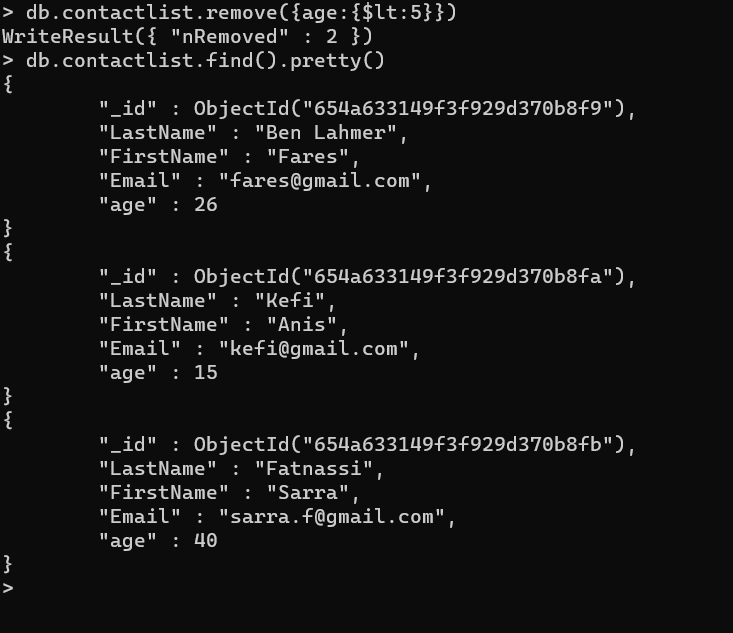 > db.contactlist.remove({age:{$lt:5}})
WriteResult({ "nRemoved" : 2 })
> db.contactlist.find().pretty()
{
        "_id" : ObjectId("654a633149f3f929d370b8f9"),
        "LastName" : "Ben Lahmer",
        "FirstName" : "Fares",
        "Email" : "fares@gmail.com",
        "age" : 26
}
{
        "_id" : ObjectId("654a633149f3f929d370b8fa"),
        "LastName" : "Kefi",
        "FirstName" : "Anis",
        "Email" : "kefi@gmail.com",
        "age" : 15
}
{
        "_id" : ObjectId("654a633149f3f929d370b8fb"),
        "LastName" : "Fatnassi",
        "FirstName" : "Sarra",
        "Email" : "sarra.f@gmail.com",
        "age" : 40
}
>